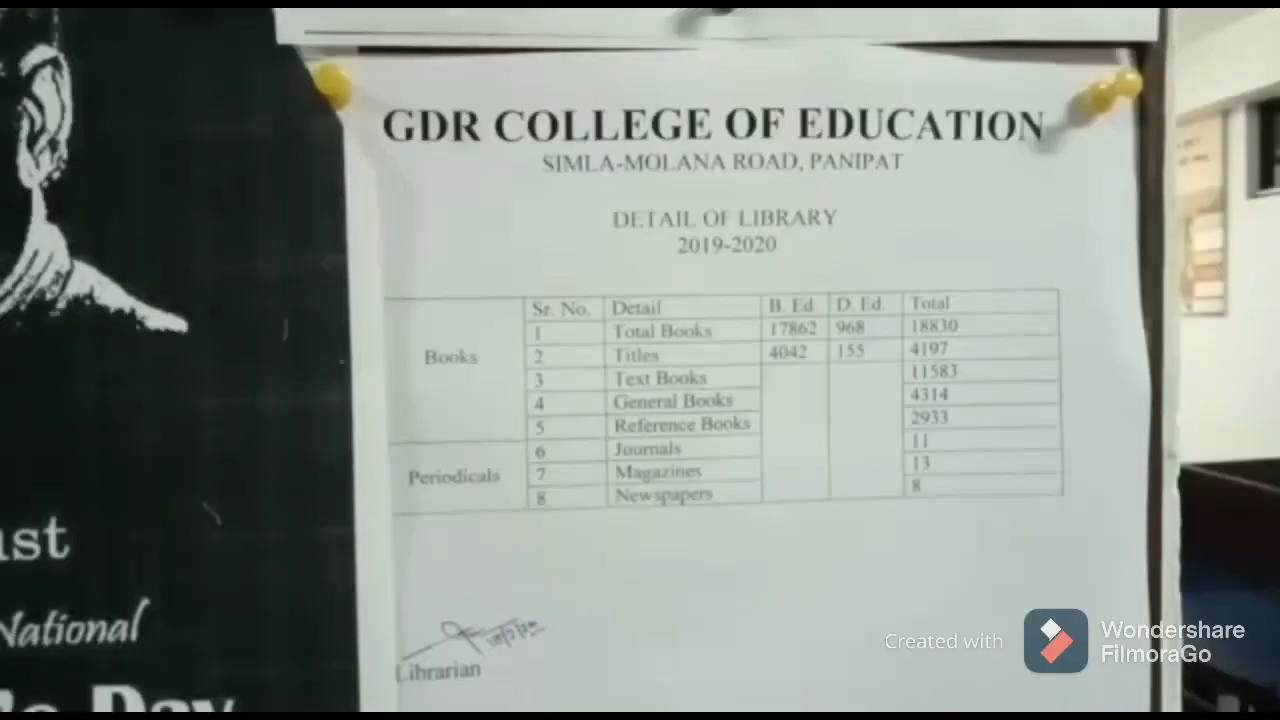 GDR COLLEGE OF EDUCATION
SIMLA-MOLANA ROAD, PANIPAT
DETAIL OF LIBRARY
2019-2020
Sr. No. Detail B. Ed D. Ed. Total
Books
1 Total Books 17862 968 18830
2 Titles 4042 155 4197
3 Text Books 11583
4 General Books 4314
5 Reference Books 2933
Periodicals
6 Journals 11
7 Magazines 13
8 Newspapers 8
Librarian
National
Day
Created with
Wondershare
FilmoraGo